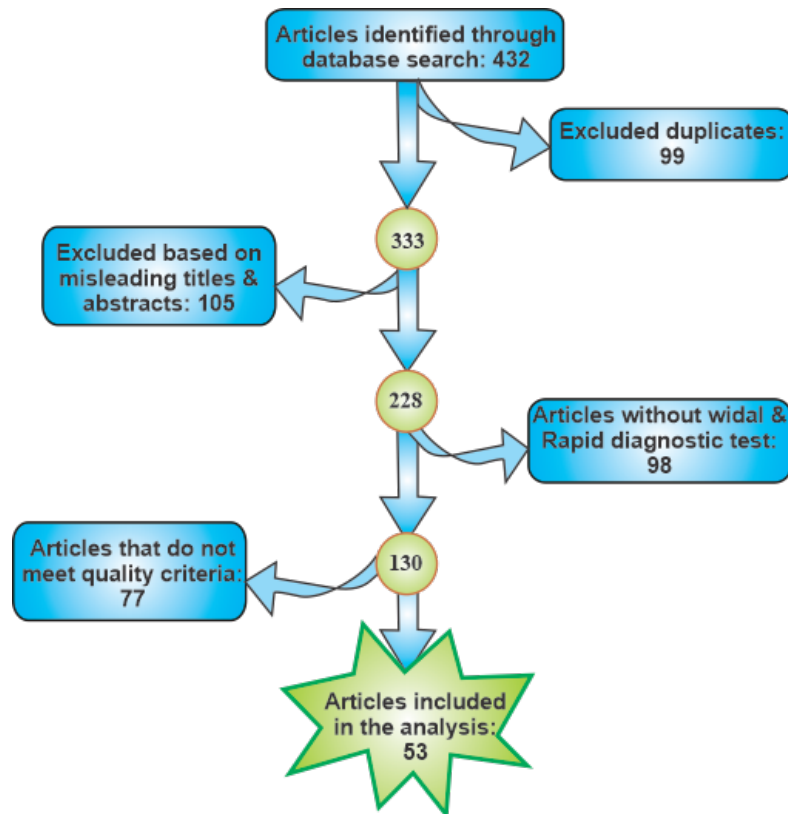 Articles identified through
database search: 432
Excluded duplicates:
99
333
Excluded based on
misleading titles &
abstracts: 105
228
Articles without widal &
Rapid diagnostic test:
98
130
Articles that do not
meet quality criteria:
77
Articles included
in the analysis:
53